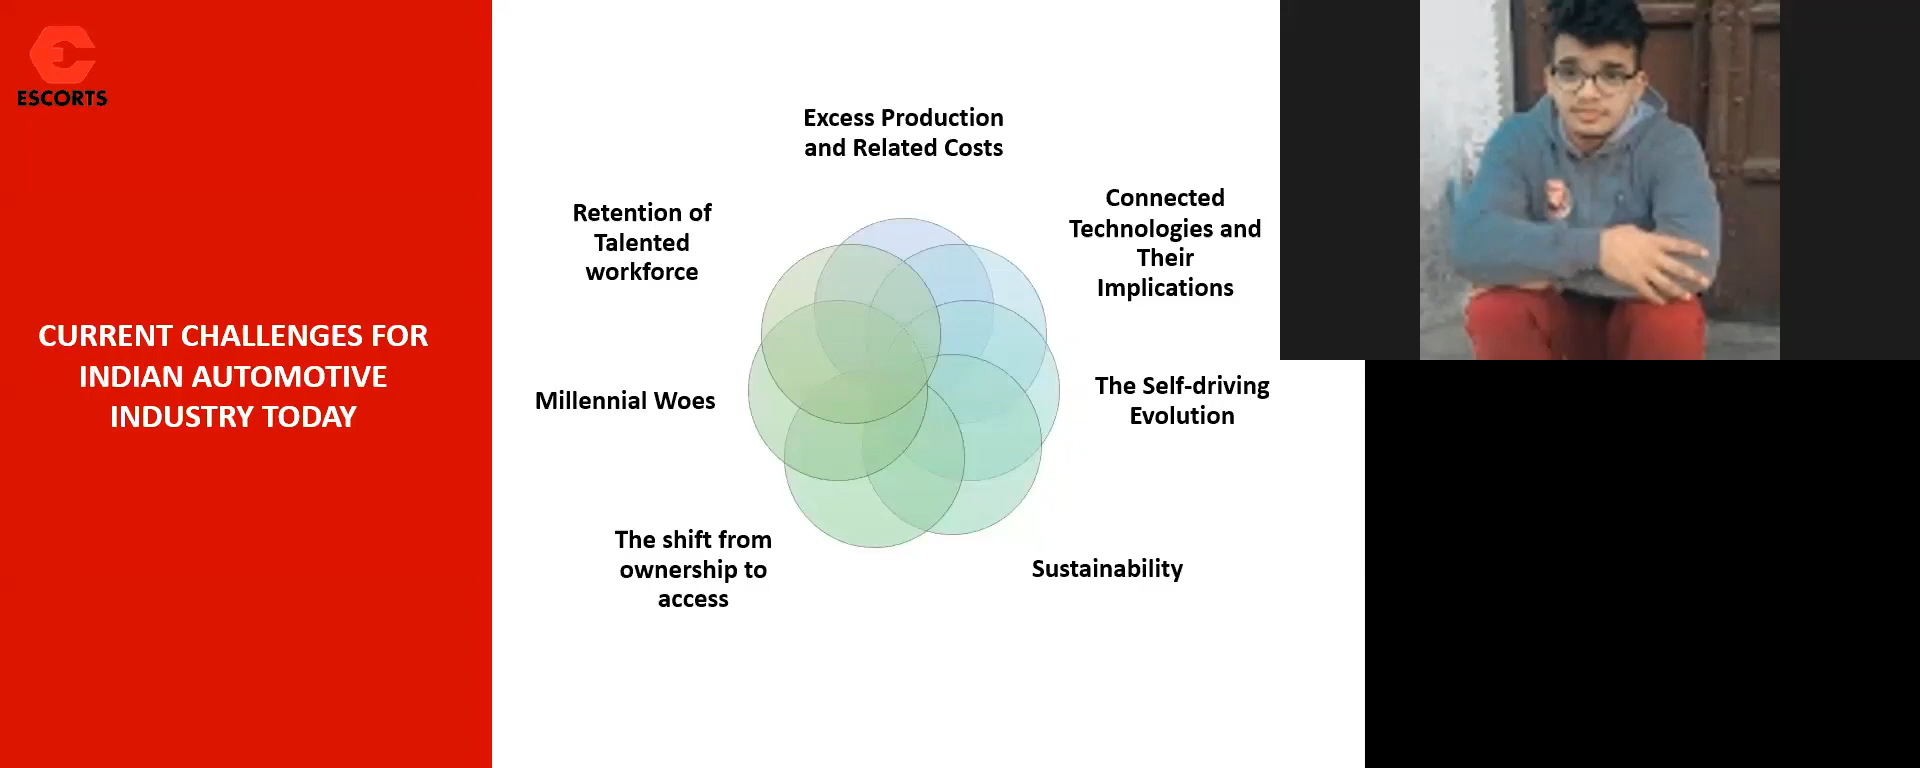 ESCORTS
CURRENT CHALLENGES FOR
INDIAN AUTOMOTIVE
INDUSTRY TODAY
Excess Production
and Related Costs
Connected
Technologies and
Their
Implications
The Self-driving
Evolution
Sustainability
The shift from
ownership to
access
Millennial Woes
Retention of
Talented
workforce